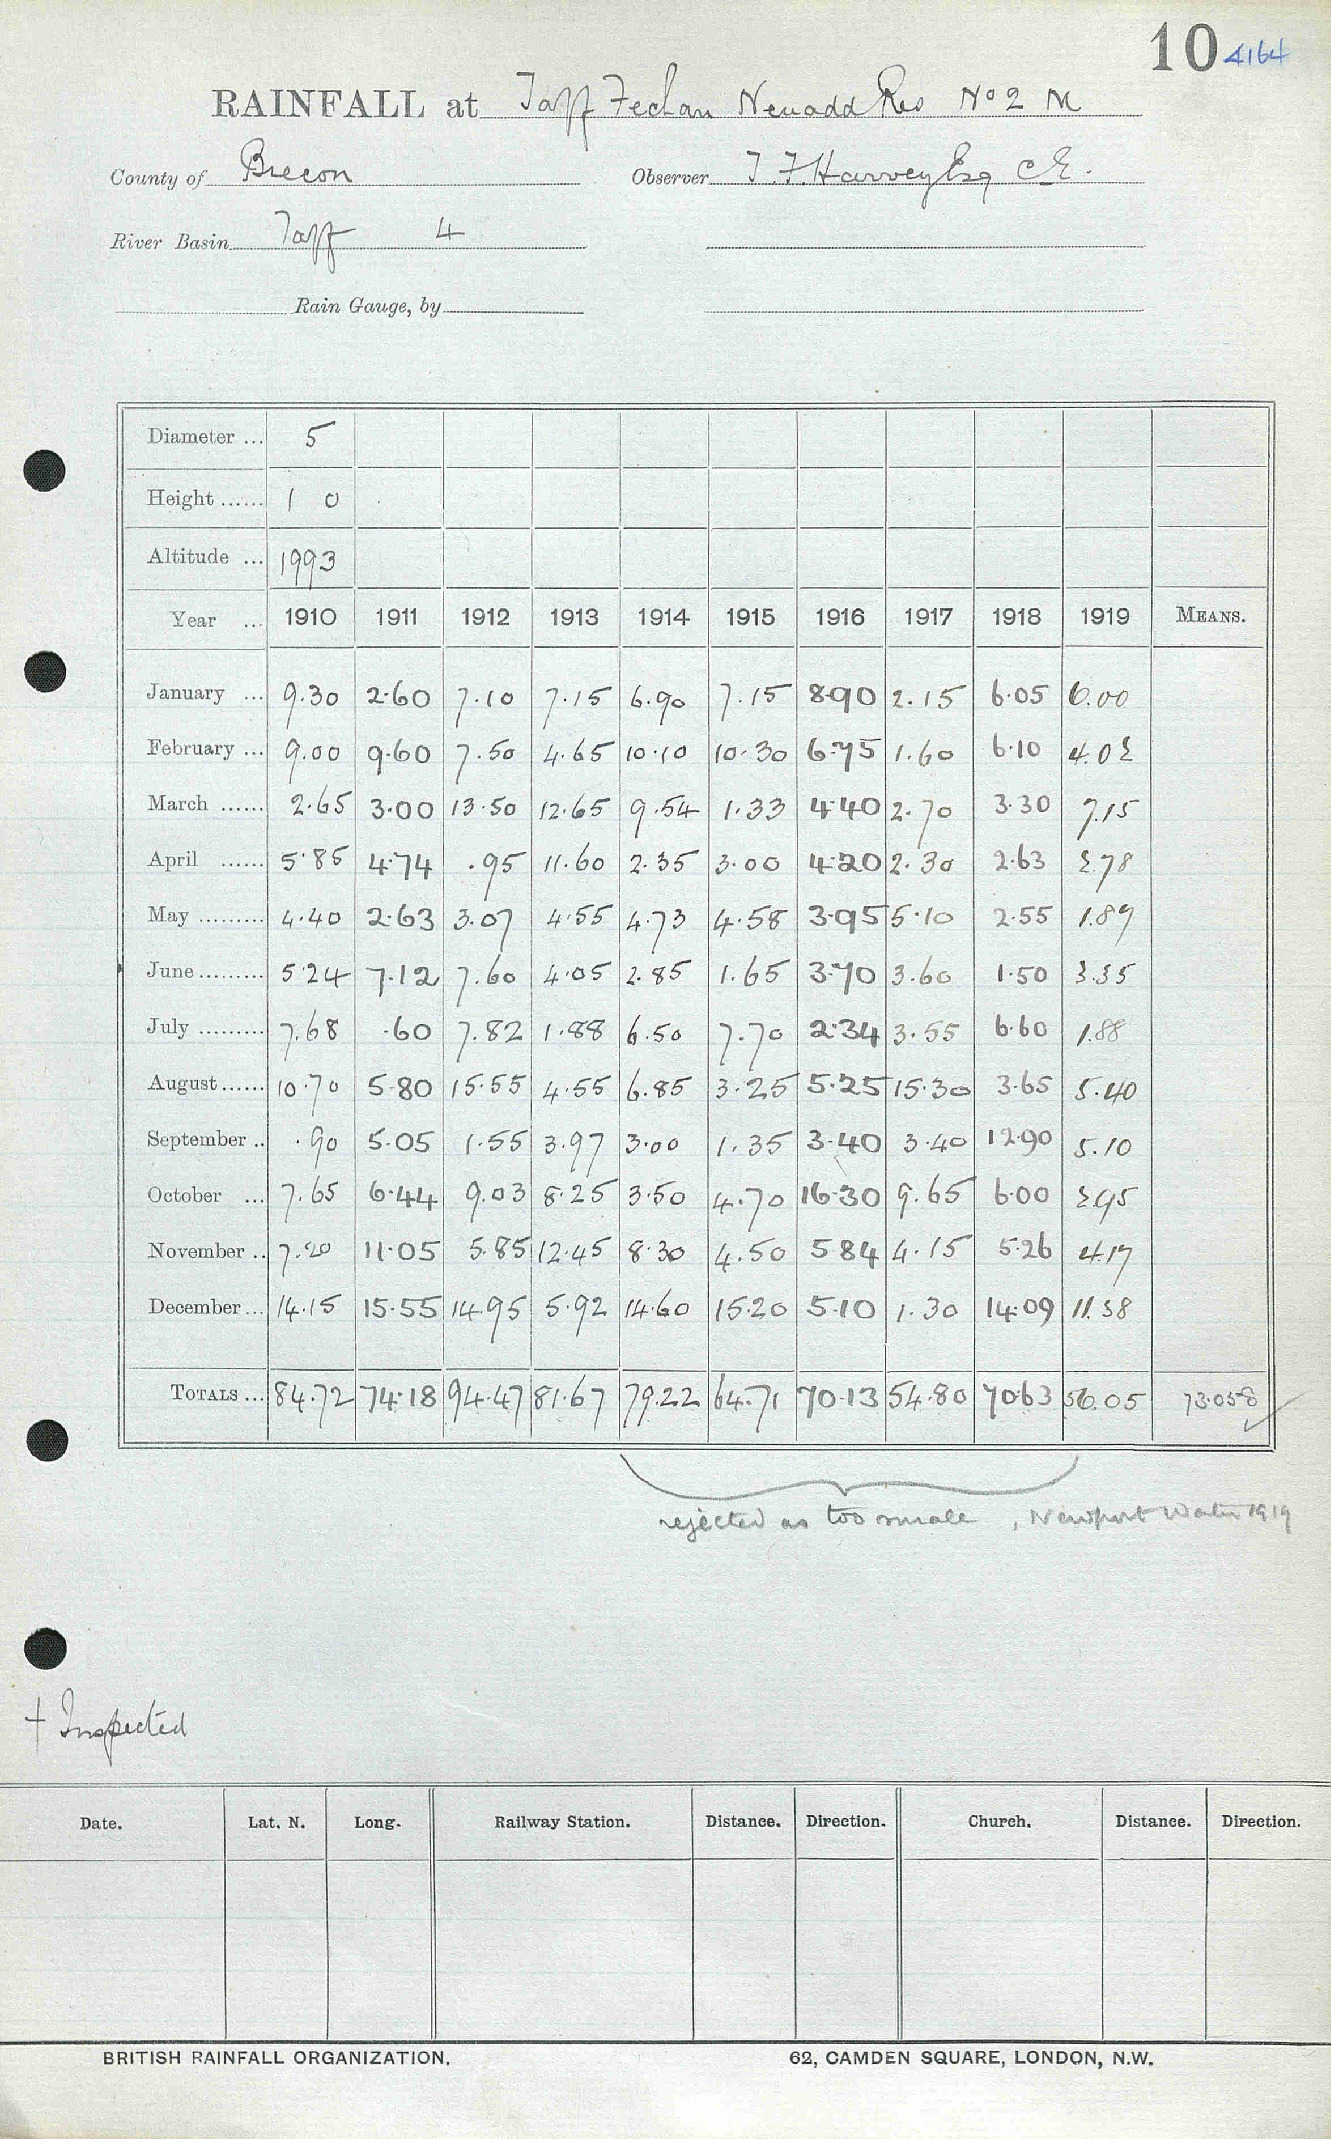 10 4164
RAINFALL at Taff Fechan Neuadd Res No 2 M
County of Brecon Observer T. F. Harvey Esq C.E.
River Basin Taff 4
Rain Gauge, by
Diameter ... 5
Height ...... 1 0
Altitude ... 1993
Year ... 1910 1911 1912 1913 1914 1915 1916 1917 1918 1919 MEANS.
January ... 9.30 2.60 7.10 7.15 6.90 7.15 8.90 2.15 6.05 6.00
February ... 9.00 9.60 7.50 4.65 10.10 10.30 6.75 1.60 6.10 4.02
March ...... 2.65 3.00 13.50 12.65 9.54 1.33 4.40 2.70 3.30 7.15
April ...... 5.85 4.74 .95 11.60 2.35 3.00 4.20 2.30 2.63 2.78
May ......... 4.40 2.63 3.07 4.55 4.73 4.58 3.95 5.10 2.55 1.89
June ......... 5.24 7.12 7.60 4.05 2.85 1.65 3.70 3.60 1.50 3.35
July ......... 7.68 .60 7.82 1.88 6.50 7.70 2.34 3.55 6.60 1.88
August ...... 10.70 5.80 15.55 4.55 6.85 3.25 5.25 15.30 3.65 5.40
September .. .90 5.05 1.55 3.97 3.00 1.35 3.40 3.40 12.90 5.10
October ... 7.65 6.44 9.03 8.25 3.50 4.70 16.30 9.65 6.00 2.95
November .. 7.20 11.05 5.85 12.45 8.30 4.50 5.84 4.15 5.26 4.17
December ... 14.15 15.55 14.95 5.92 14.60 15.20 5.10 1.30 14.09 11.38
TOTALS ... 84.72 74.18 94.47 81.67 79.22 64.71 70.13 54.80 70.63 56.05 73.058
rejected as too small, Newport Water 1919
+ Inspected
Date. Lat. N. Long. Railway Station. Distance. Direction. Church. Distance. Direction.
BRITISH RAINFALL ORGANIZATION. 62, CAMDEN SQUARE, LONDON, N.W.